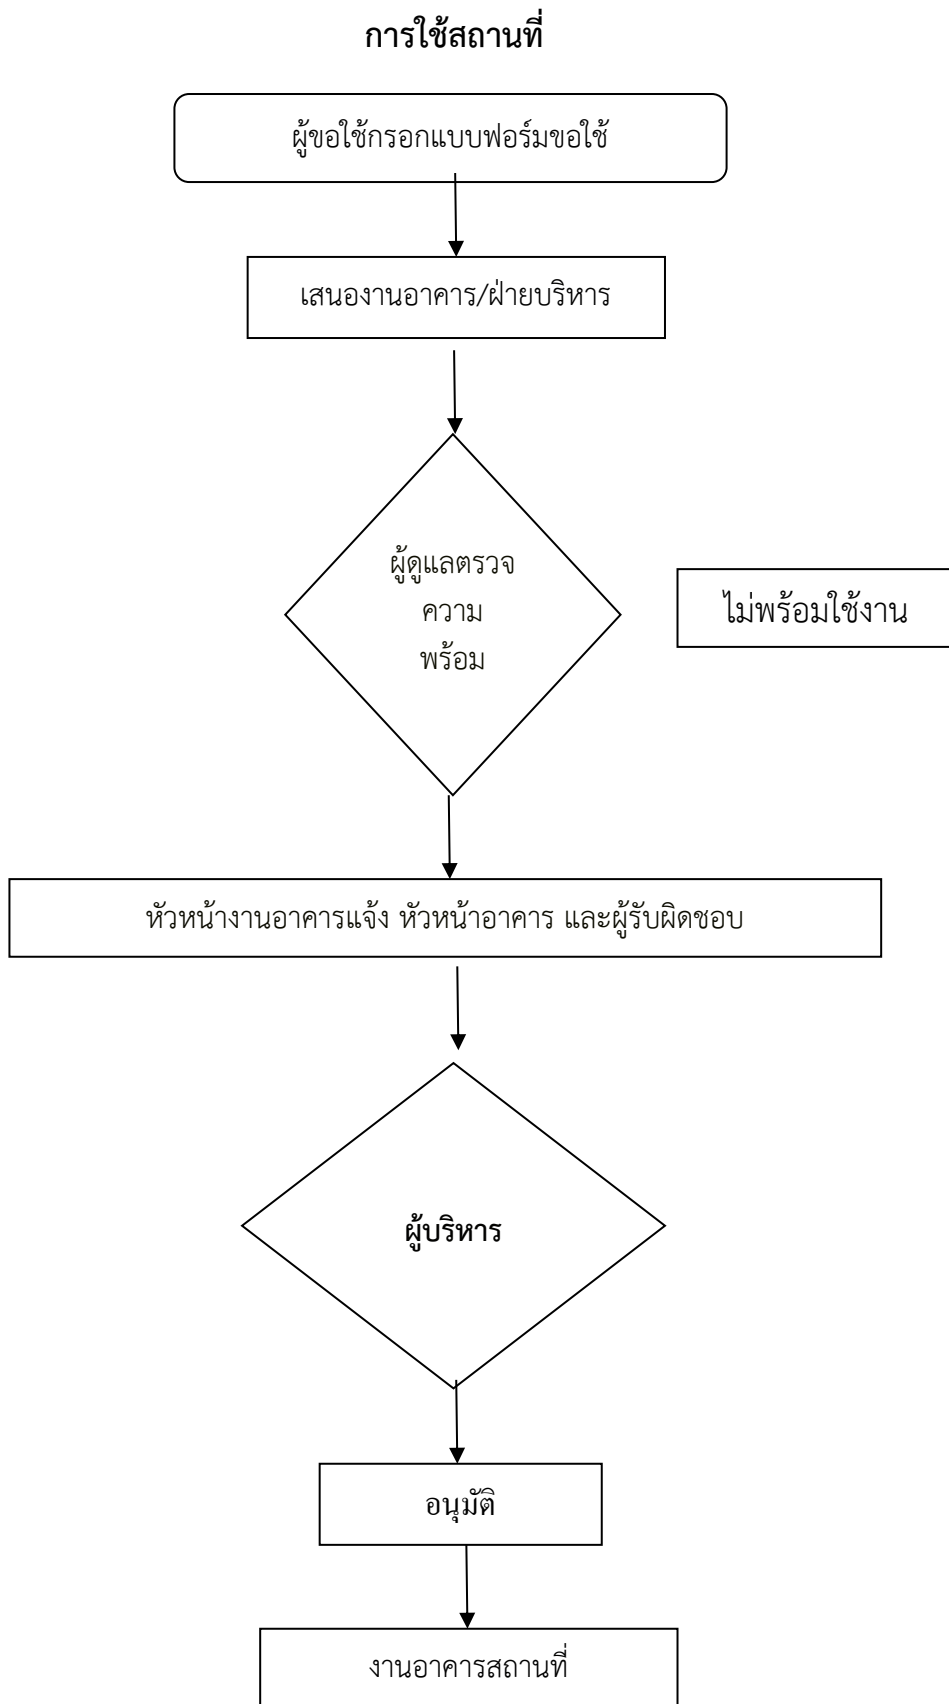 การใช้สถานที่
ผู้ขอใช้กรอกแบบฟอร์มขอใช้
เสนองานอาคาร/ฝ่ายบริหาร
ผู้ดูแลตรวจ
ความ
พร้อม
ไม่พร้อมใช้งาน
หัวหน้างานอาคารแจ้ง หัวหน้าอาคาร และผู้รับผิดชอบ
ผู้บริหาร
อนุมัติ
งานอาคารสถานที่